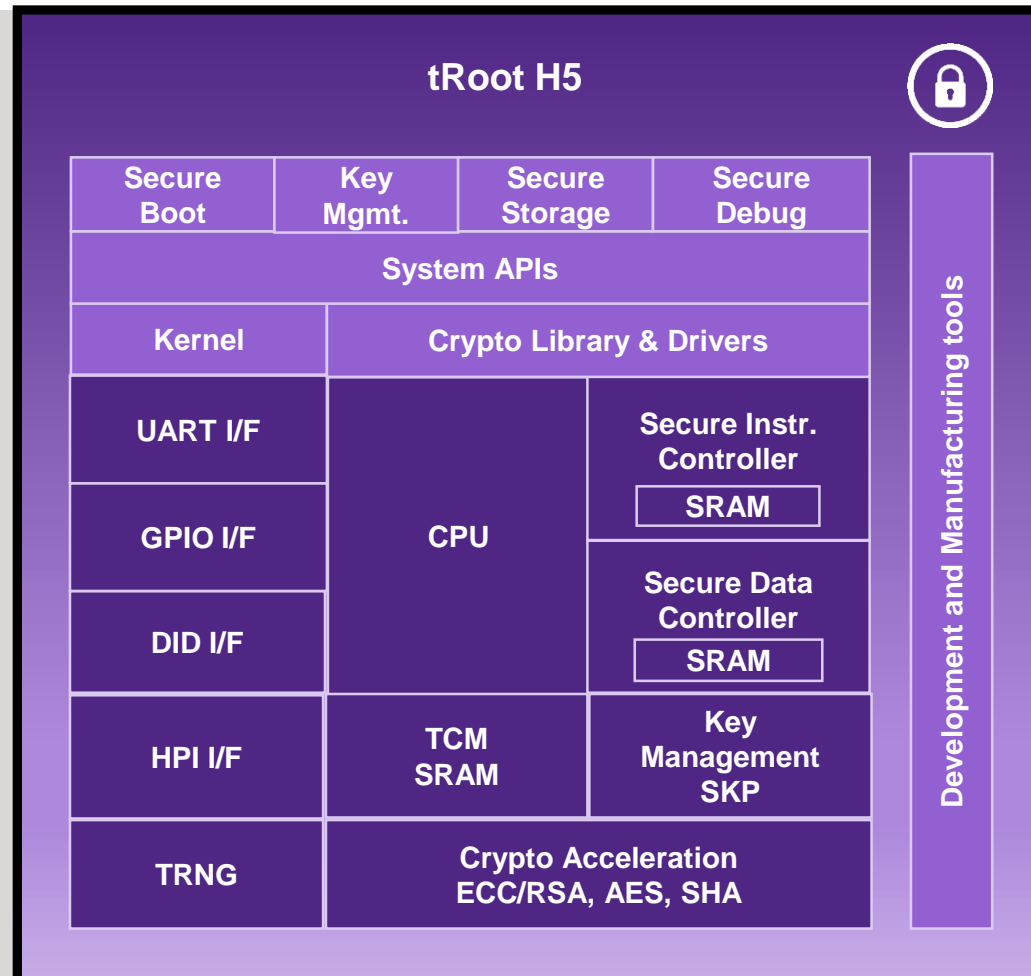 tRoot H5
Secure
Boot
Key
Mgmt.
Secure
Storage
Secure
Debug
System APIs
Kernel
Crypto Library & Drivers
UART I/F
GPIO I/F
DID I/F
HPI I/F
TRNG
CPU
TCM
SRAM
Secure Instr.
Controller
SRAM
Secure Data
Controller
SRAM
Key
Management
SKP
Crypto Acceleration
ECC/RSA, AES, SHA
Development and Manufacturing tools